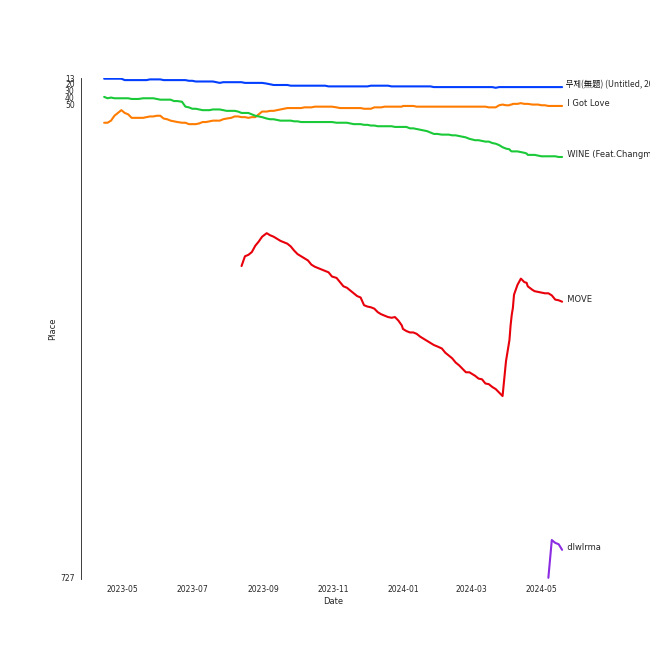 13
20
30
40
50
727
Place
2023-05
2023-07
2023-09
2023-11
2024-01
2024-03
2024-05
Date
무제(無題) (Untitled, 20
I Got Love
WINE (Feat.Changm
MOVE
dlwlrma